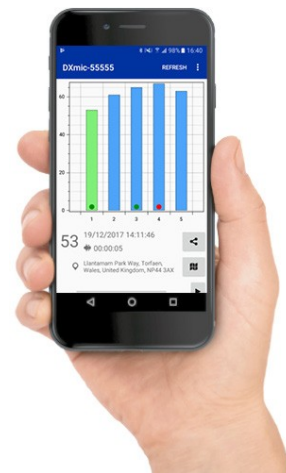 98% 16:40
DXmic-55555 REFRESH
60
40
20
0
1 2 3 4 5
53 19/12/2017 14:11:46
00:00:05
Llantarnam Park Way, Torfaen,
Wales, United Kingdom, NP44 3AX